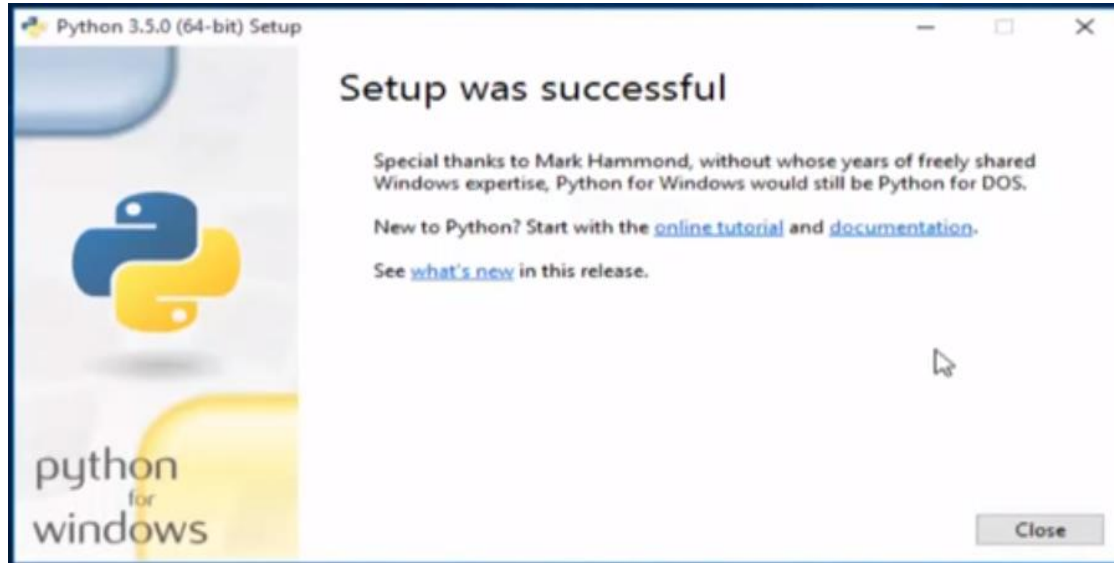 Python 3.5.0 (64-bit) Setup
Setup was successful
Special thanks to Mark Hammond, without whose years of freely shared
Windows expertise, Python for Windows would still be Python for DOS.
New to Python? Start with the online tutorial and documentation.
See what's new in this release.
python
for
windows
Close